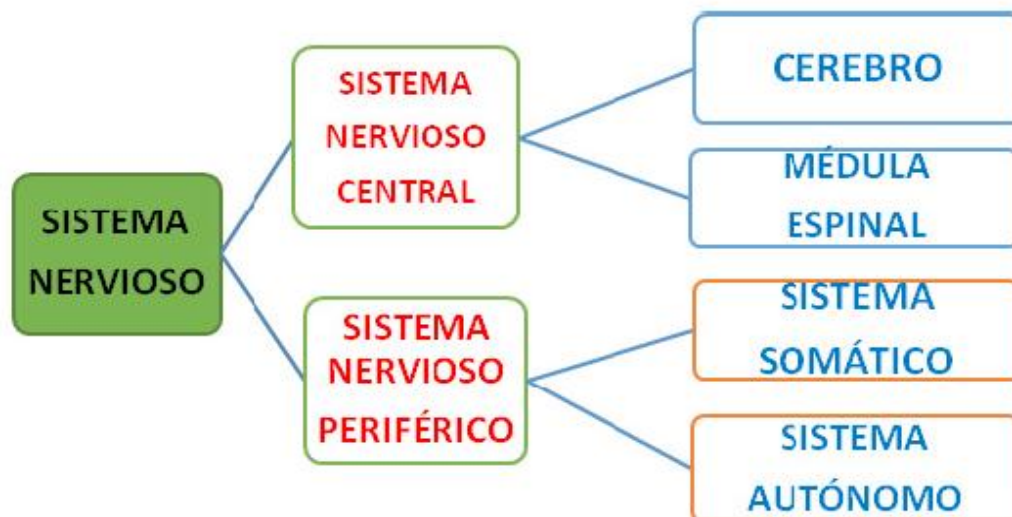 SISTEMA
NERVIOSO
SISTEMA
NERVIOSO
CENTRAL
SISTEMA
NERVIOSO
PERIFÉRICO
CEREBRO
MÉDULA
ESPINAL
SISTEMA
SOMÁTICO
SISTEMA
AUTÓNOMO